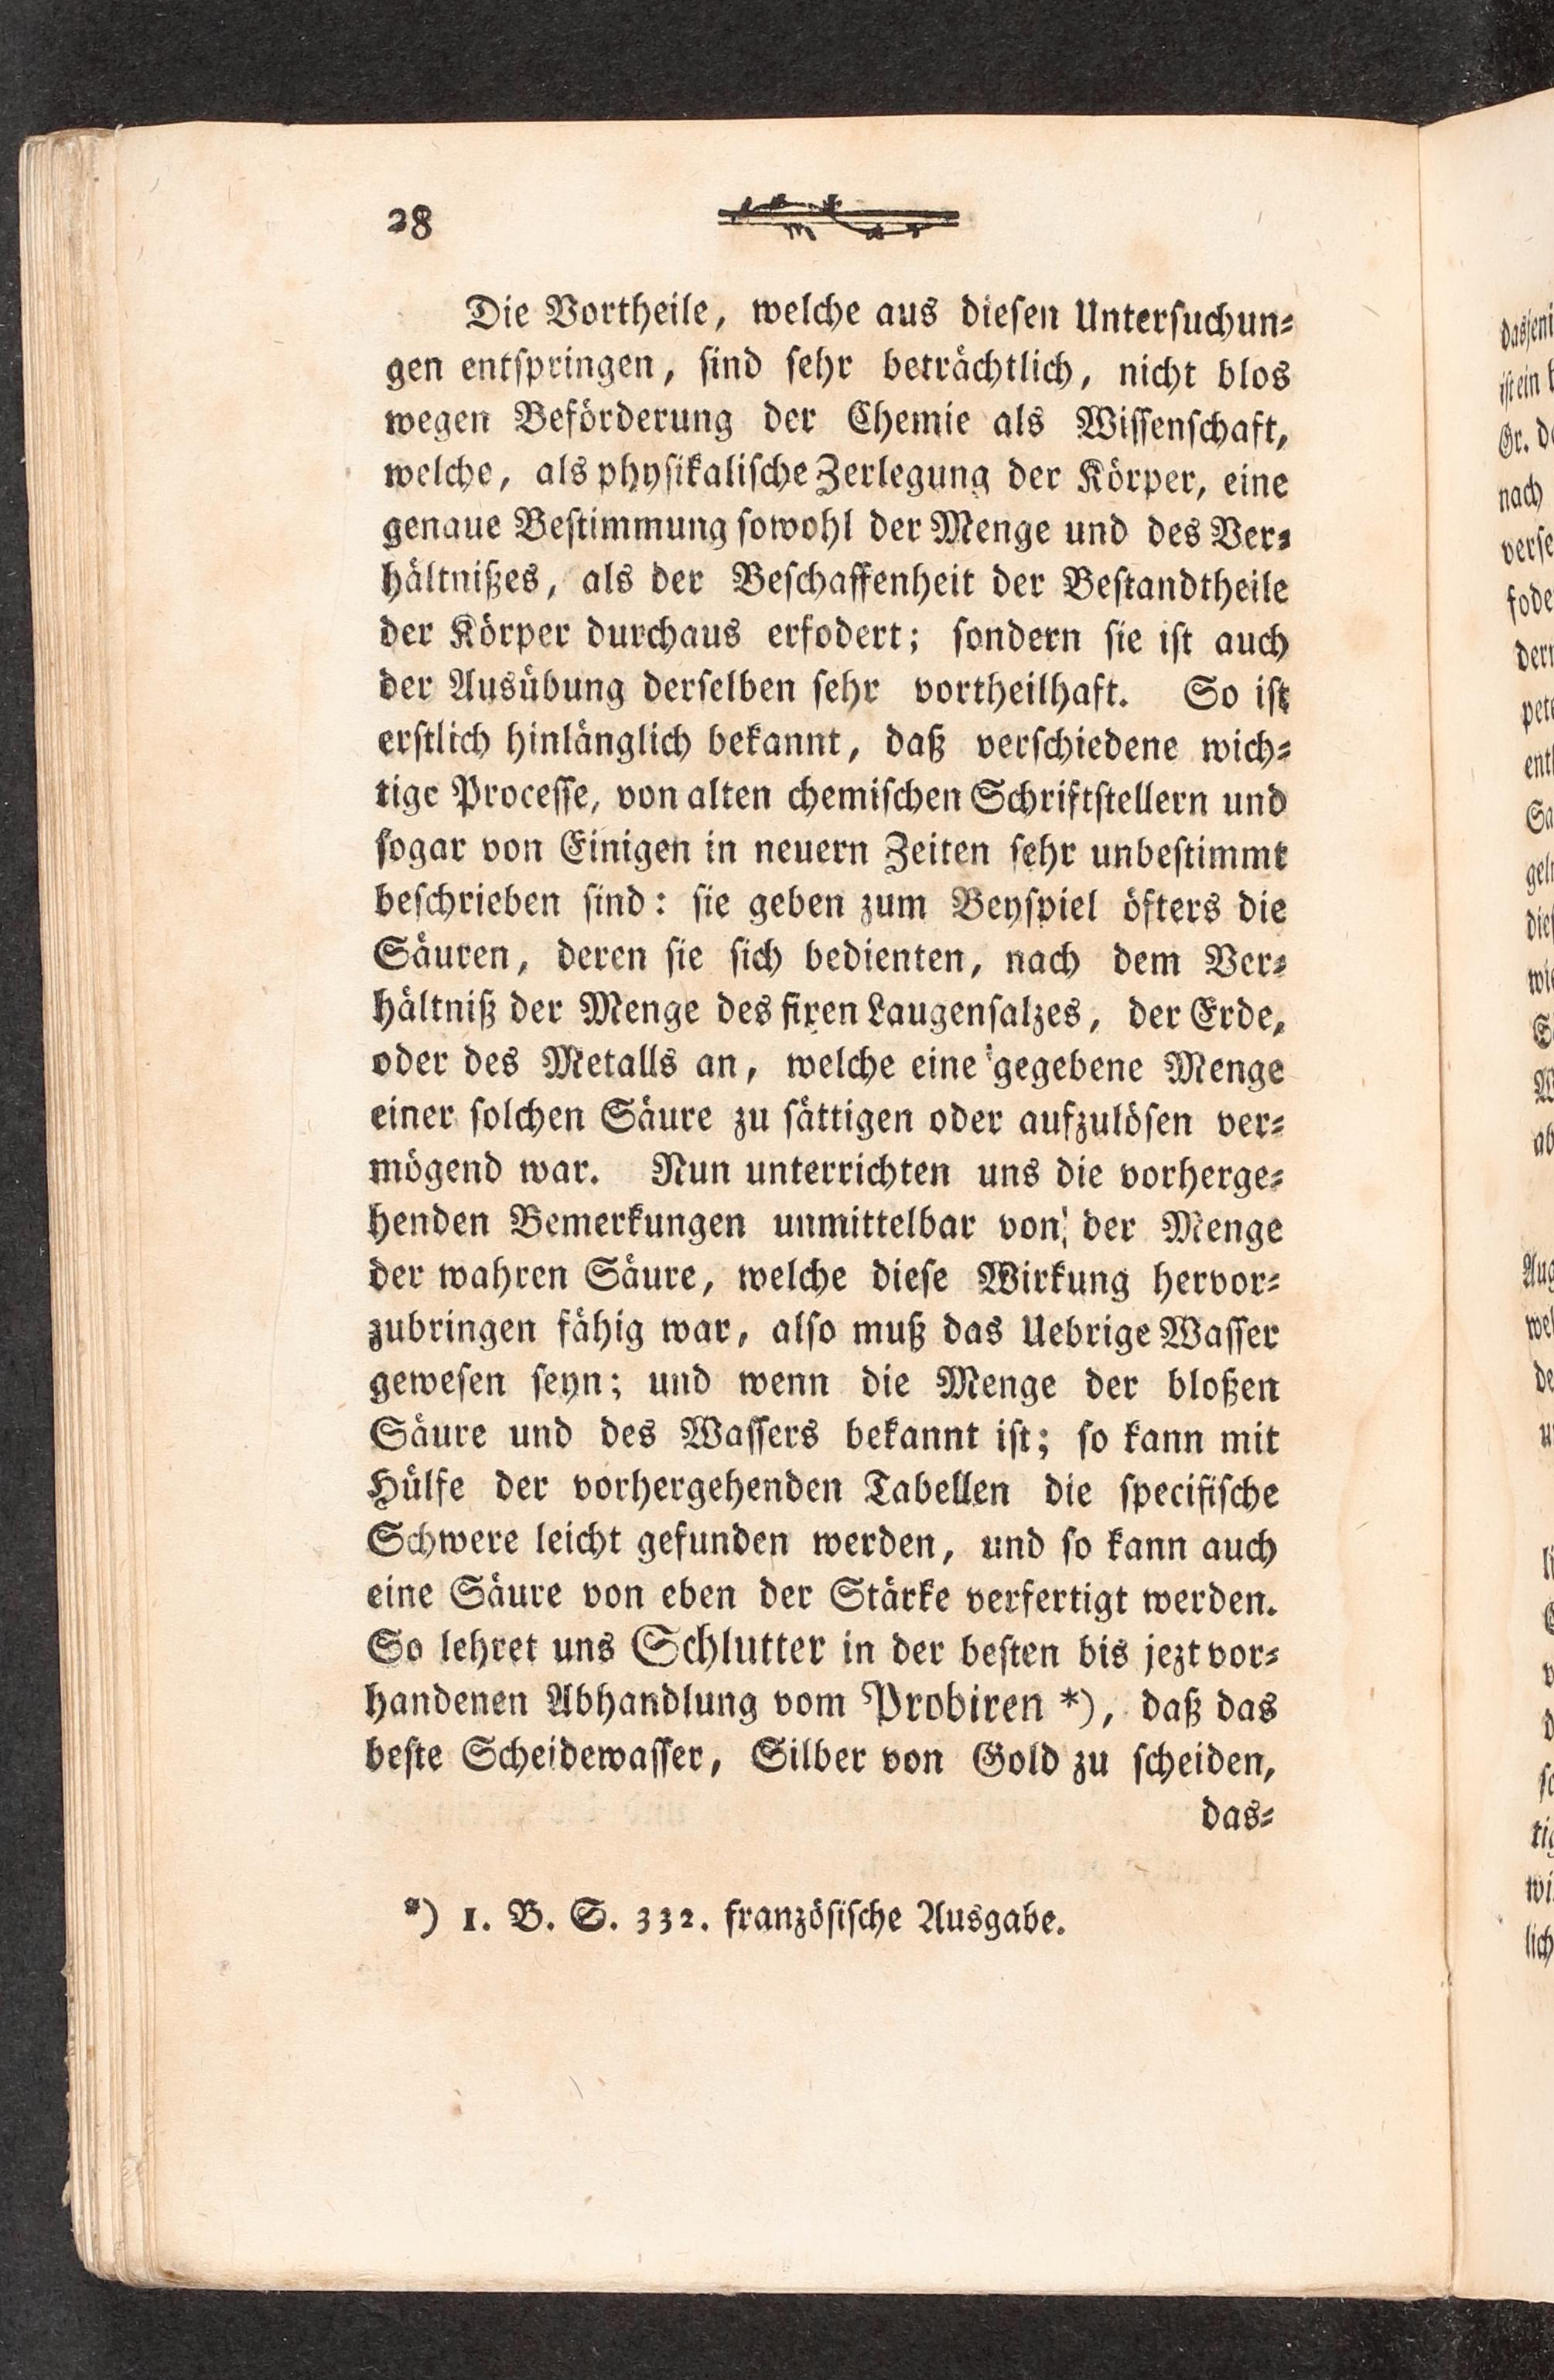 28
Die Vortheile, welche aus diesen Untersuchun-
gen entspringen, sind sehr beträchtlich, nicht blos
wegen Beförderung der Chemie als Wissenschaft,
welche, als physikalische Zerlegung der Körper, eine
genaue Bestimmung sowohl der Menge und des Ver-
hältnißes, als der Beschaffenheit der Bestandtheile
der Körper durchaus erfodert; sondern sie ist auch
der Ausübung derselben sehr vortheilhaft. So ist
erstlich hinlänglich bekannt, daß verschiedene wich-
tige Processe, von alten chemischen Schriftstellern und
sogar von Einigen in neuern Zeiten sehr unbestimmt
beschrieben sind: sie geben zum Beyspiel öfters die
Säuren, deren sie sich bedienten, nach dem Ver-
hältniß der Menge des fixen Laugensalzes, der Erde,
oder des Metalls an, welche eine gegebene Menge
einer solchen Säure zu sättigen oder aufzulösen ver-
mögend war. Nun unterrichten uns die vorherge-
henden Bemerkungen unmittelbar von der Menge
der wahren Säure, welche diese Wirkung hervor-
zubringen fähig war, also muß das Uebrige Wasser
gewesen seyn; und wenn die Menge der bloßen
Säure und des Wassers bekannt ist; so kann mit
Hülfe der vorhergehenden Tabellen die specifische
Schwere leicht gefunden werden, und so kann auch
eine Säure von eben der Stärke verfertigt werden.
So lehret uns Schlutter in der besten bis jezt vor-
handenen Abhandlung vom Probiren *), daß das
beste Scheidewasser, Silber von Gold zu scheiden,
das-
*) 1. B. S. 332. französische Ausgabe.
dasjeni
ist ein
Gr.
nach